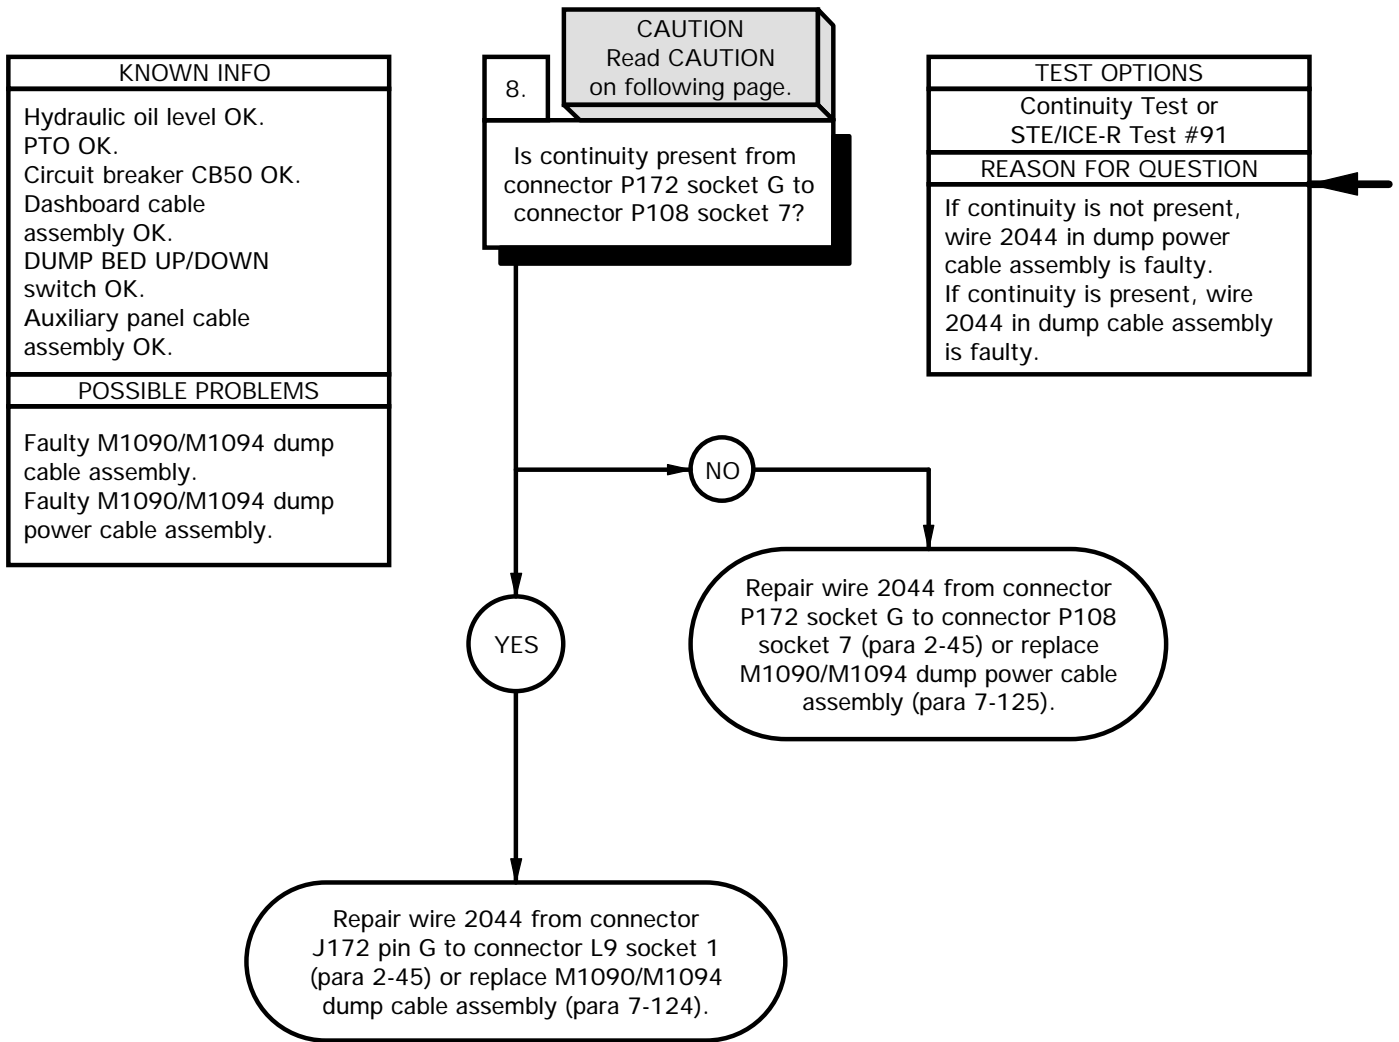 KNOWN INFO
Hydraulic oil level OK.
PTO OK.
Circuit breaker CB50 OK.
Dashboard cable
assembly OK.
DUMP BED UP/DOWN
switch OK.
Auxiliary panel cable
assembly OK.
POSSIBLE PROBLEMS
Faulty M1090/M1094 dump
cable assembly.
Faulty M1090/M1094 dump
power cable assembly.
8.
CAUTION
Read CAUTION
on following page.
Is continuity present from
connector P172 socket G to
connector P108 socket 7?
TEST OPTIONS
Continuity Test or
STE/ICE-R Test #91
REASON FOR QUESTION
If continuity is not present,
wire 2044 in dump power
cable assembly is faulty.
If continuity is present, wire
2044 in dump cable assembly
is faulty.
NO
Repair wire 2044 from connector
P172 socket G to connector P108
socket 7 (para 2-45) or replace
M1090/M1094 dump power cable
assembly (para 7-125).
YES
Repair wire 2044 from connector
J172 pin G to connector L9 socket 1
(para 2-45) or replace M1090/M1094
dump cable assembly (para 7-124).